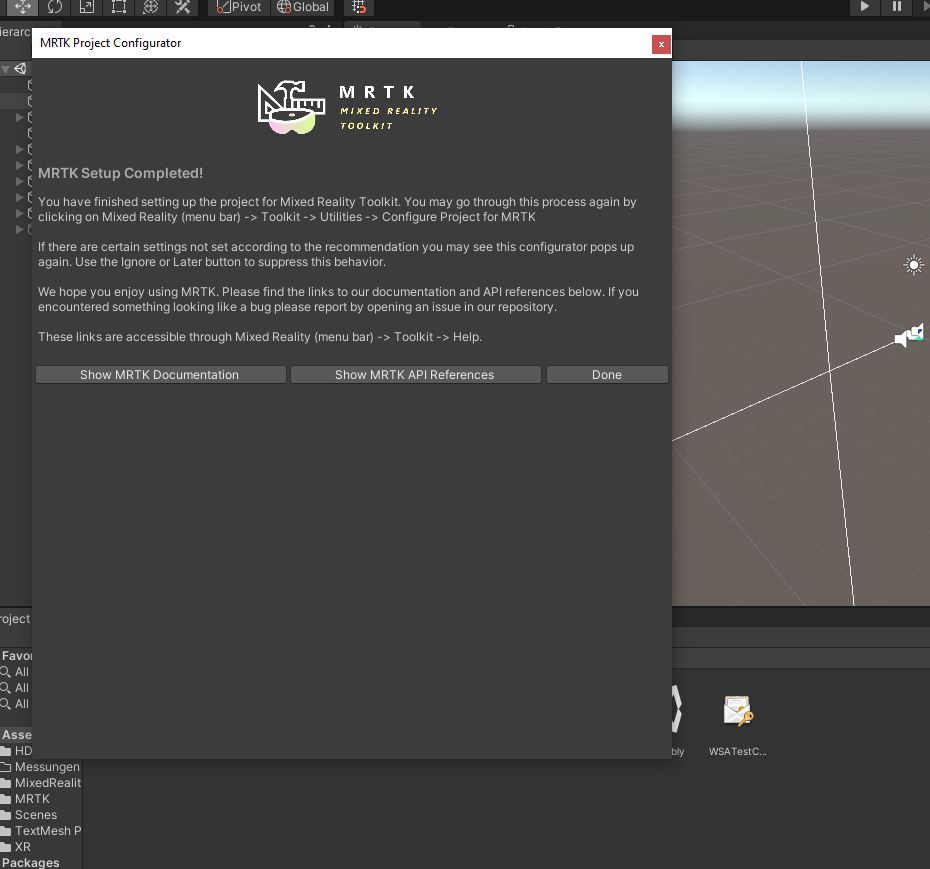 Pivot
Global
MRTK Project Configurator
x
MRTK
MIXED REALITY
TOOLKIT
MRTK Setup Completed!
You have finished setting up the project for Mixed Reality Toolkit. You may go through this process again by
clicking on Mixed Reality (menu bar) -> Toolkit -> Utilities -> Configure Project for MRTK
If there are certain settings not set according to the recommendation you may see this configurator pops up
again. Use the Ignore or Later button to suppress this behavior.
We hope you enjoy using MRTK. Please find the links to our documentation and API references below. If you
encountered something looking like a bug please report by opening an issue in our repository.
These links are accessible through Mixed Reality (menu bar) -> Toolkit -> Help.
Show MRTK Documentation
Show MRTK API References
Done
roject
Favor
All
All
All
Asse
HD
bly
WSATestC...
Messungen
MixedRealit
MRTK
Scenes
TextMesh P
XR
Packages